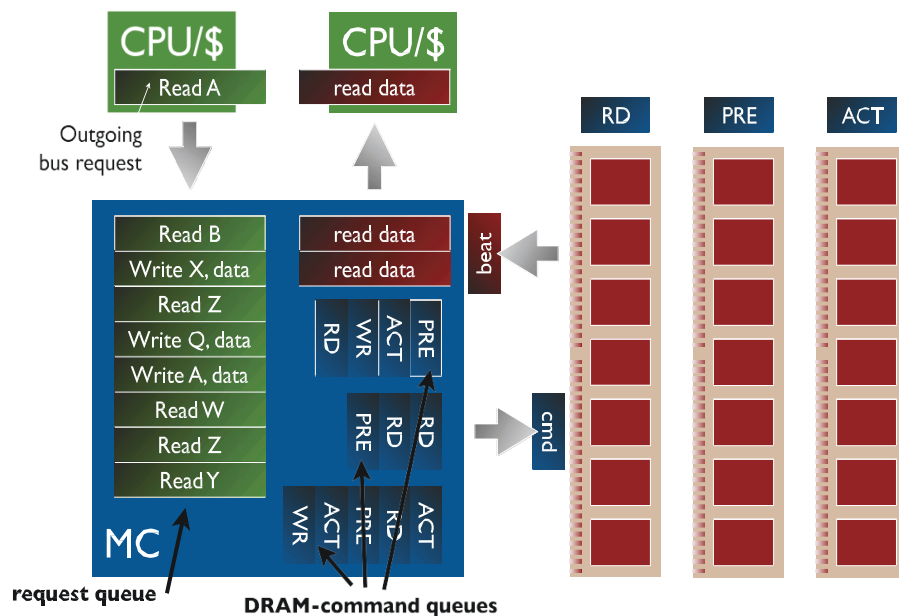 CPU/$
Read A
CPU/$
read data
Outgoing
bus request
RD
PRE
ACT
Read B
Write X, data
Read Z
Write Q, data
Write A, data
Read W
Read Z
Read Y
read data
read data
beat
RD
WR
ACT
PRE
PRE
RD
RD
cmd
WR
ACT
PRE
RD
ACT
MC
request queue
DRAM-command queues